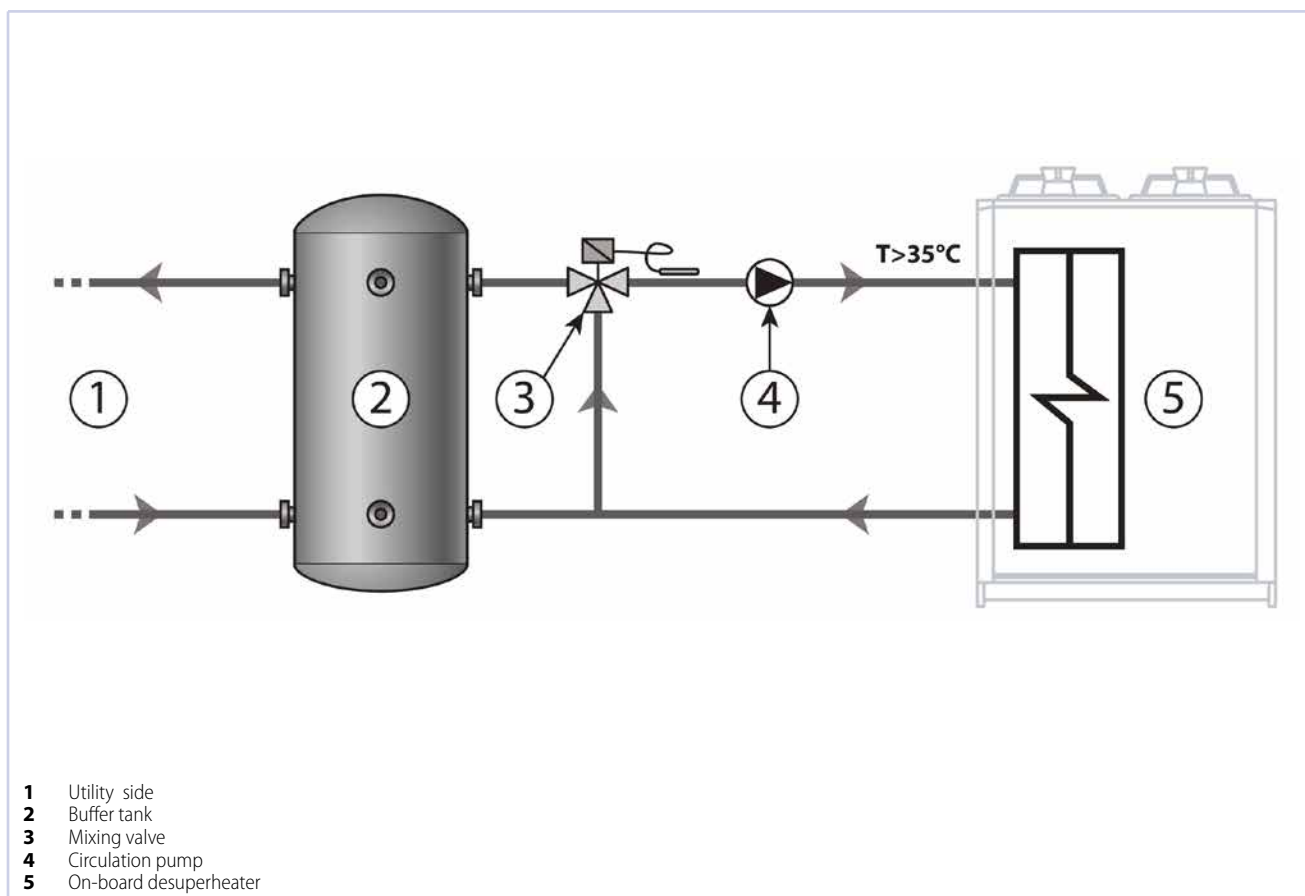 T>35°C
1
2
3
4
5
1 Utility side
2 Buffer tank
3 Mixing valve
4 Circulation pump
5 On-board desuperheater